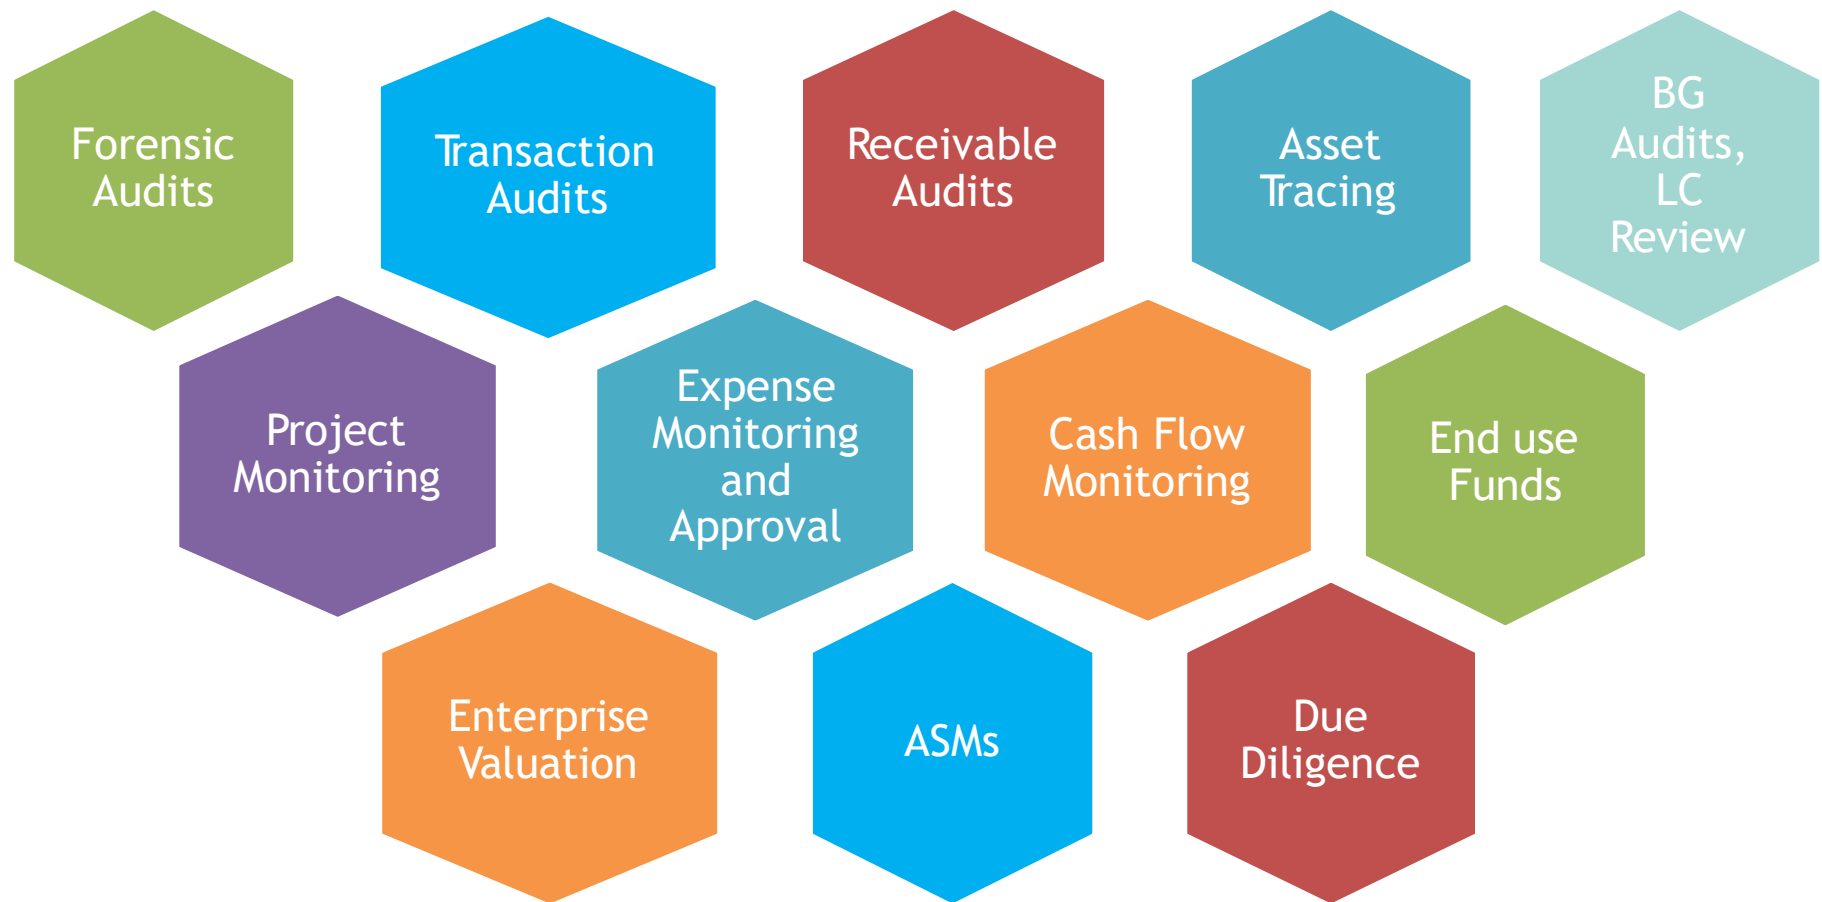 Forensic
Audits
Transaction
Audits
Receivable
Audits
Asset
Tracing
BG
Audits,
LC
Review
Project
Monitoring
Expense
Monitoring
and
Approval
Cash Flow
Monitoring
End use
Funds
Enterprise
Valuation
ASMs
Due
Diligence